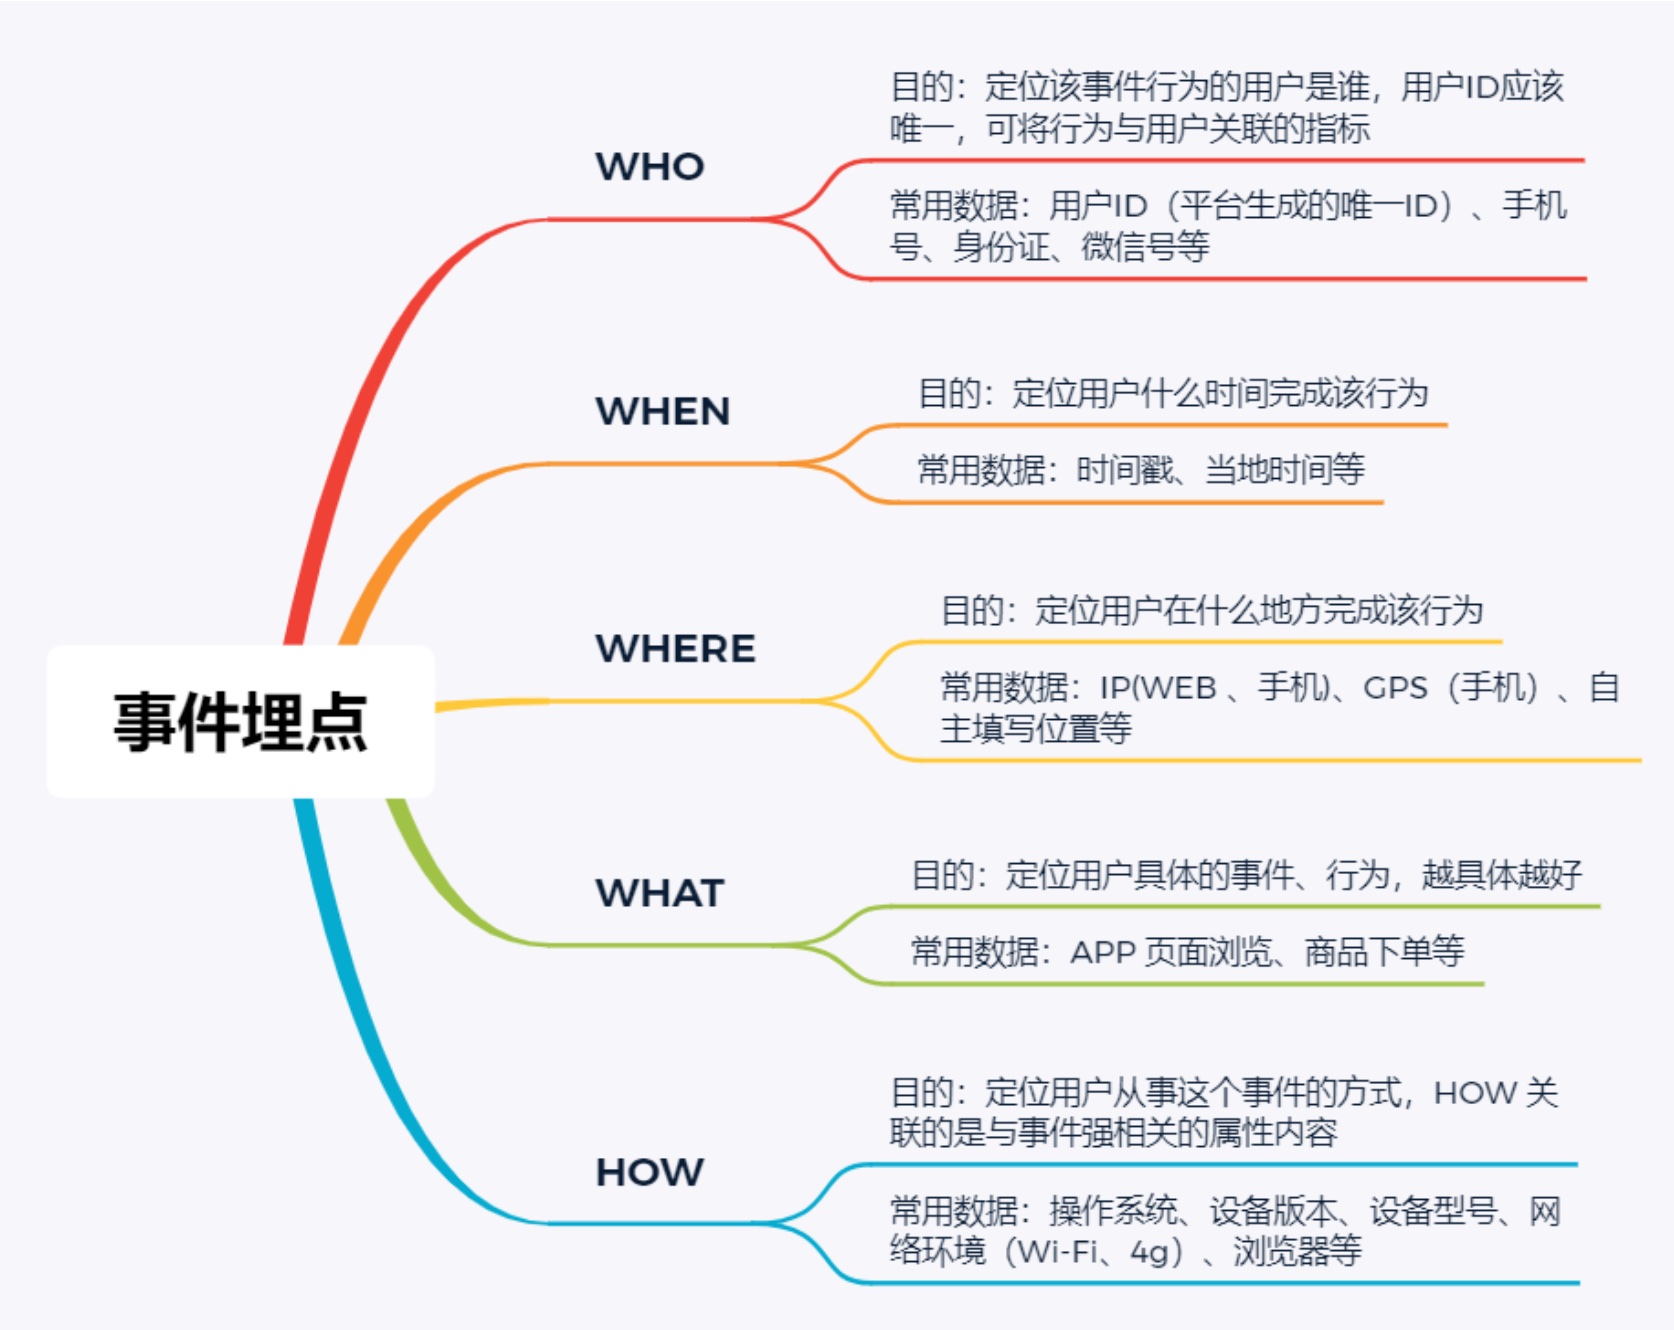 事件埋点
WHO
目的：定位该事件行为的用户是谁，用户ID应该
唯一，可将行为与用户关联的指标
常用数据：用户ID（平台生成的唯一ID）、手机
号、身份证、微信号等
WHEN
目的：定位用户什么时间完成该行为
常用数据：时间戳、当地时间等
WHERE
目的：定位用户在什么地方完成该行为
常用数据：IP(WEB 、手机)、GPS（手机）、自
主填写位置等
WHAT
目的：定位用户具体的事件、行为，越具体越好
常用数据：APP 页面浏览、商品下单等
HOW
目的：定位用户从事这个事件的方式，HOW 关
联的是与事件强相关的属性内容
常用数据：操作系统、设备版本、设备型号、网
络环境（Wi-Fi、4g）、浏览器等